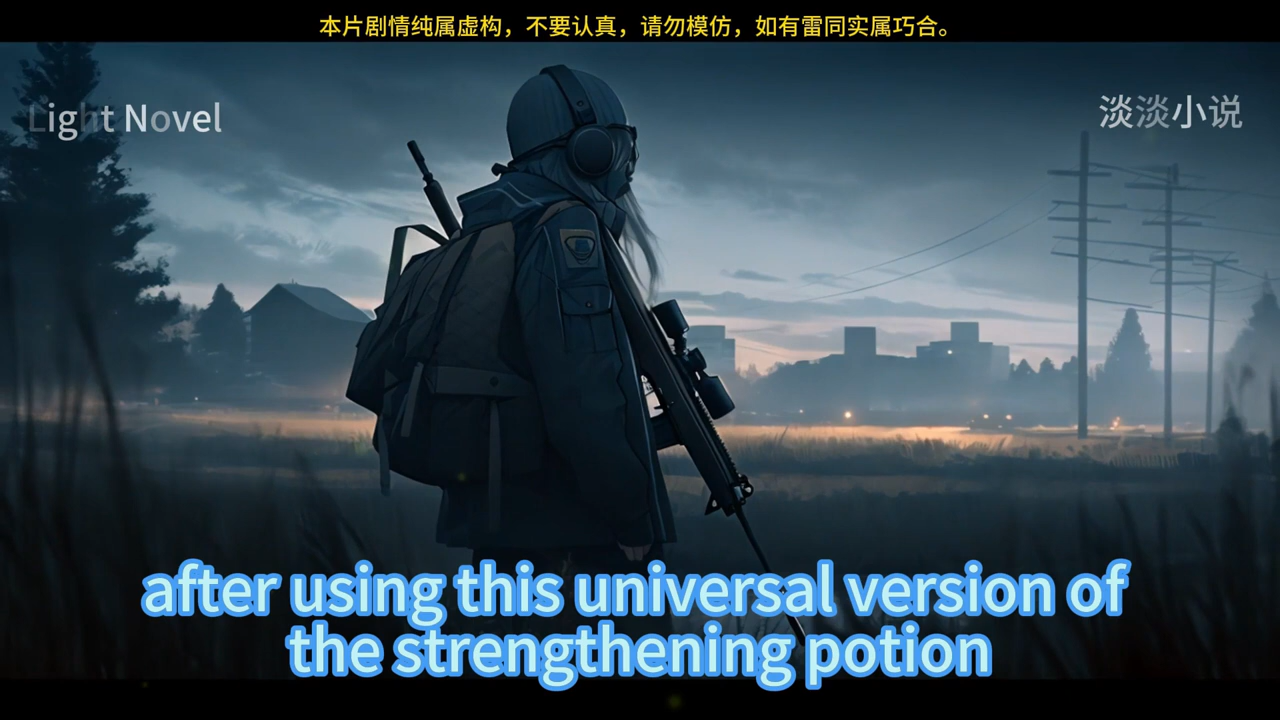 本片剧情纯属虚构，不要认真，请勿模仿，如有雷同实属巧合。
Light Novel
淡淡小说
after using this universal version of
the strengthening potion